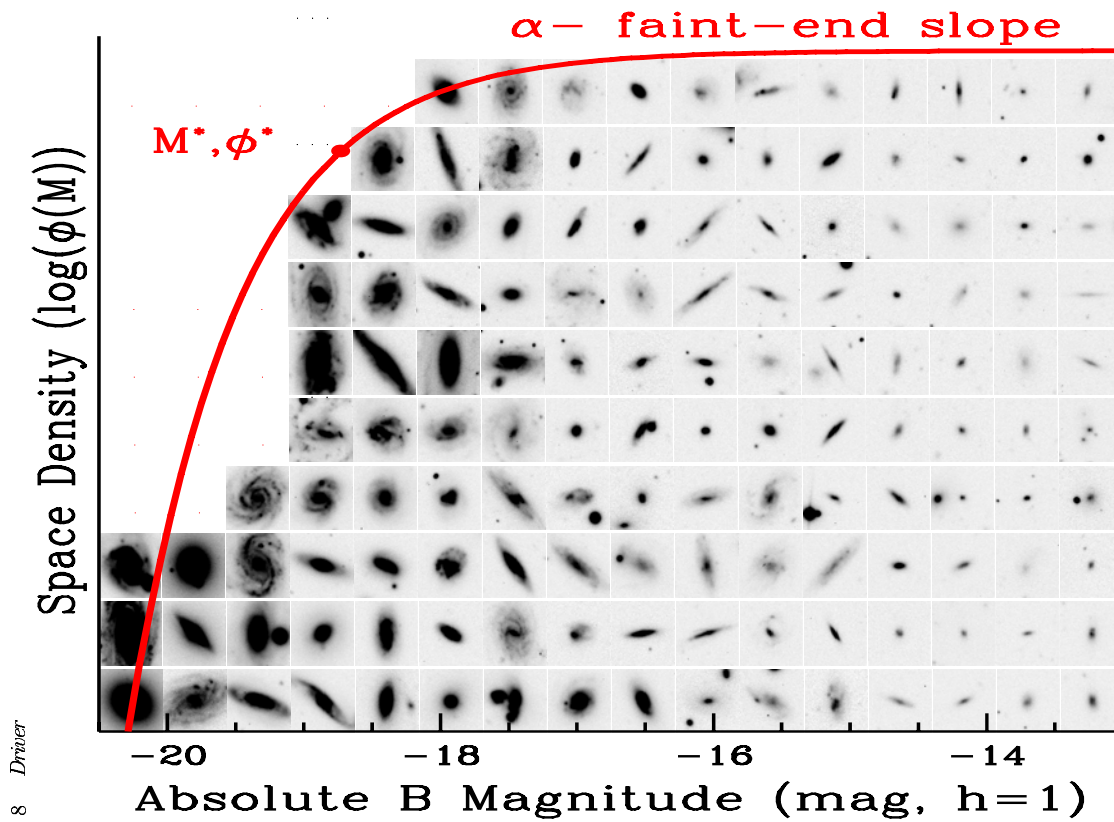 α− faint−end slope
M*,ϕ*
Space Density (log(ϕ(M))
−20 −18 −16 −14
Absolute B Magnitude (mag, h=1)
8 Driver